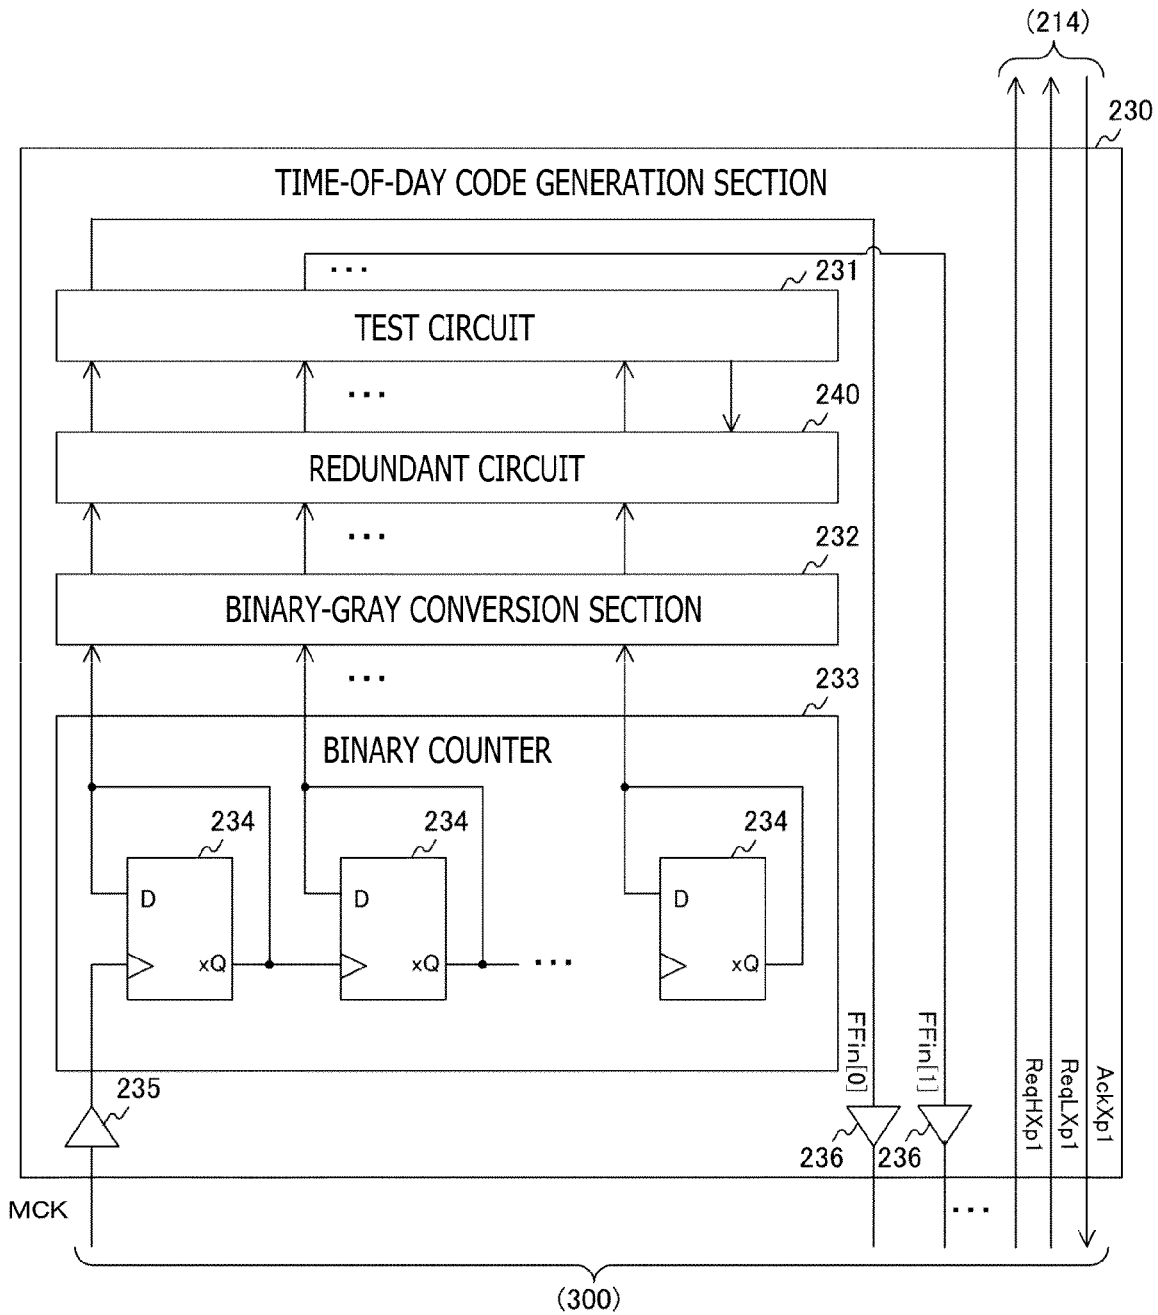 (214)
230
TIME-OF-DAY CODE GENERATION SECTION
...
231
TEST CIRCUIT
...
240
REDUNDANT CIRCUIT
...
232
BINARY-GRAY CONVERSION SECTION
...
233
BINARY COUNTER
234
234
234
D
D
D
xQ
xQ
...
xQ
FFin[0]
FFin[1]
ReqHXp1
ReqLXp1
AckXp1
235
236
236
MCK
...
(300)